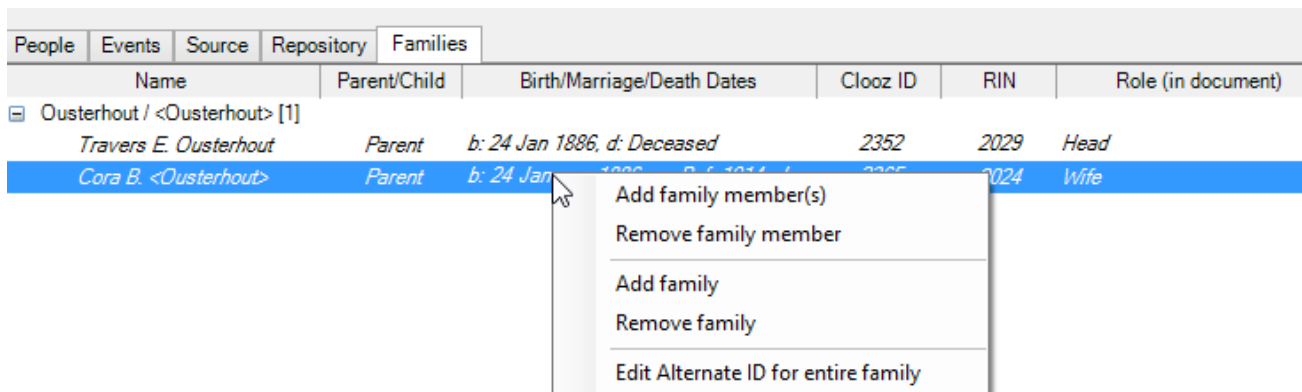 People Events Source Repository Families
Name Parent/Child Birth/Marriage/Death Dates Clooz ID RIN Role (in document)
Ousterhout / <Ousterhout> [1]
Travers E. Ousterhout Parent b: 24 Jan 1886, d: Deceased 2352 2029 Head
Cora B. <Ousterhout> Parent b: 24 Jan 2024 Wife
Add family member(s)
Remove family member
Add family
Remove family
Edit Alternate ID for entire family